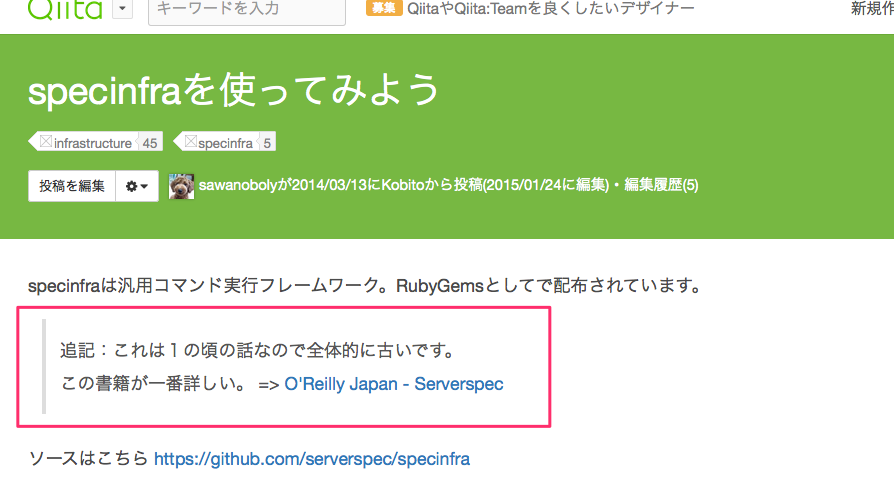 Qiita
キーワードを入力
募集 QiitaやQiita:Teamを良くしたいデザイナー
新規作
specinfraを使ってみよう
infrastructure 45 specinfra 5
投稿を編集
sawanobolyが2014/03/13にKobitoから投稿(2015/01/24に編集)・編集履歴(5)
specinfraは汎用コマンド実行フレームワーク。RubyGemsとしてで配布されています。
追記：これは１の頃の話なので全体的に古いです。
この書籍が一番詳しい。 => O'Reilly Japan - Serverspec
ソースはこちら https://github.com/serverspec/specinfra